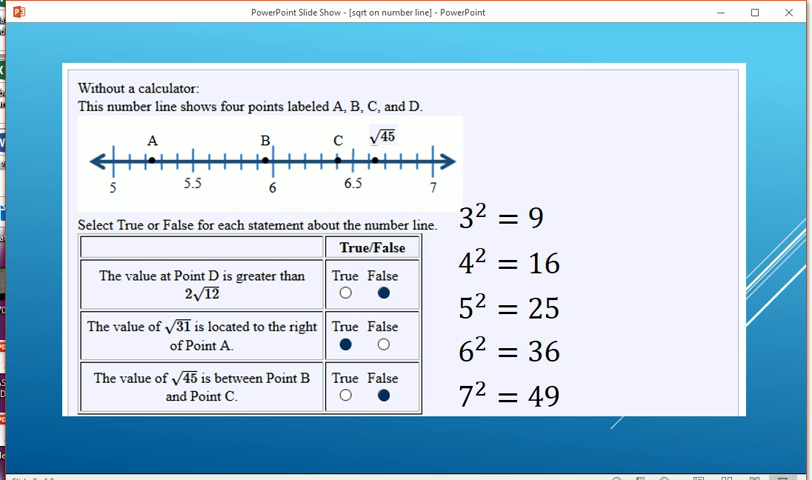 PowerPoint Slide Show - [sqrt on number line] - PowerPoint
Without a calculator:
This number line shows four points labeled A, B, C, and D.
A B C √45
5 5.5 6 6.5 7
Select True or False for each statement about the number line.
True/False
The value at Point D is greater than
2√12
True False
The value of √31 is located to the right
of Point A.
True False
The value of √45 is between Point B
and Point C.
True False
3² = 9
4² = 16
5² = 25
6² = 36
7² = 49